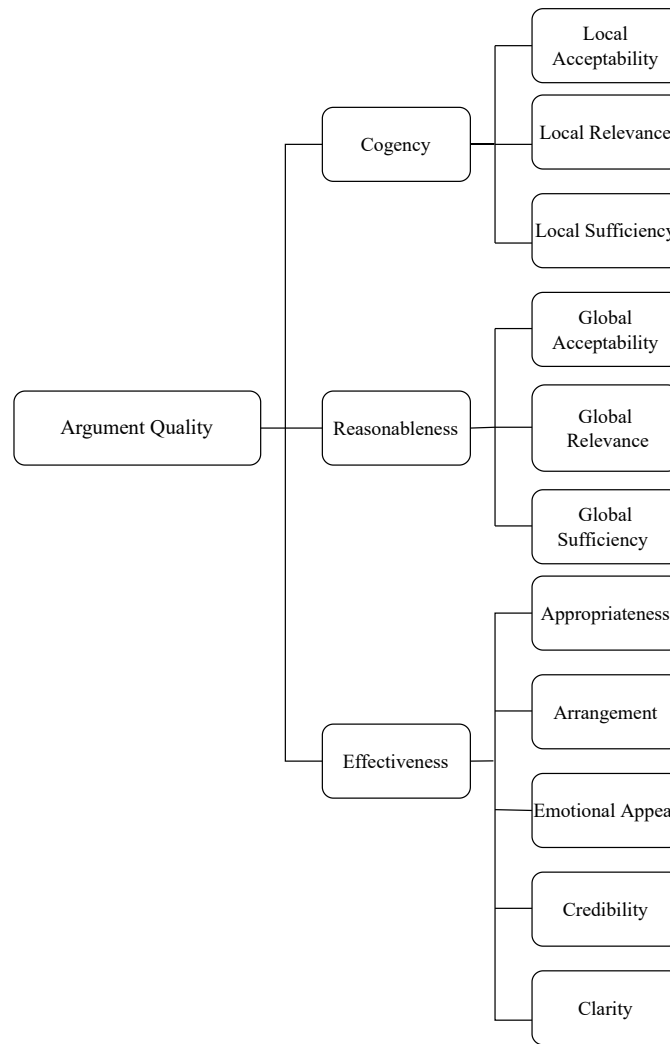 Local
Acceptability
Local Relevance
Cogency
Local Sufficiency
Global
Acceptability
Argument Quality
Reasonableness
Global
Relevance
Global
Sufficiency
Appropriateness
Arrangement
Effectiveness
Emotional Appea
Credibility
Clarity